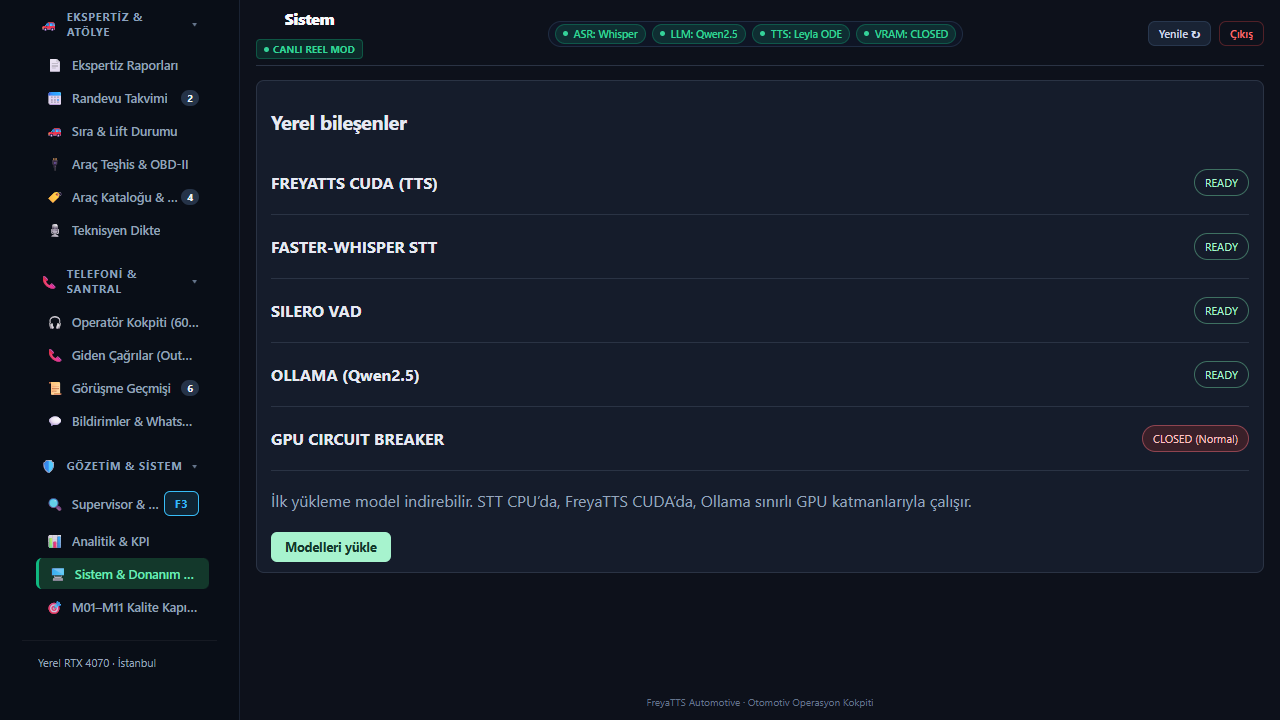 EKSPERTİZ &
ATÖLYE
Ekspertiz Raporları
Randevu Takvimi 2
Sıra & Lift Durumu
Araç Teşhis & OBD-II
Araç Kataloğu & ... 4
Teknisyen Dikte
TELEFONİ &
SANTRAL
Operatör Kokpiti (60...
Giden Çağrılar (Out...
Görüşme Geçmişi 6
Bildirimler & Whats...
GÖZETİM & SİSTEM
Supervisor & ... F3
Analitik & KPI
Sistem & Donanım ...
M01–M11 Kalite Kapı...
Yerel RTX 4070 · İstanbul
Sistem
CANLI REEL MOD
ASR: Whisper
LLM: Qwen2.5
TTS: Leyla ODE
VRAM: CLOSED
Yenile ↻
Çıkış
Yerel bileşenler
FREYATTS CUDA (TTS) READY
FASTER-WHISPER STT READY
SILERO VAD READY
OLLAMA (Qwen2.5) READY
GPU CIRCUIT BREAKER CLOSED (Normal)
İlk yükleme model indirebilir. STT CPU’da, FreyaTTS CUDA’da, Ollama sınırlı GPU katmanlarıyla çalışır.
Modelleri yükle
FreyaTTS Automotive · Otomotiv Operasyon Kokpiti